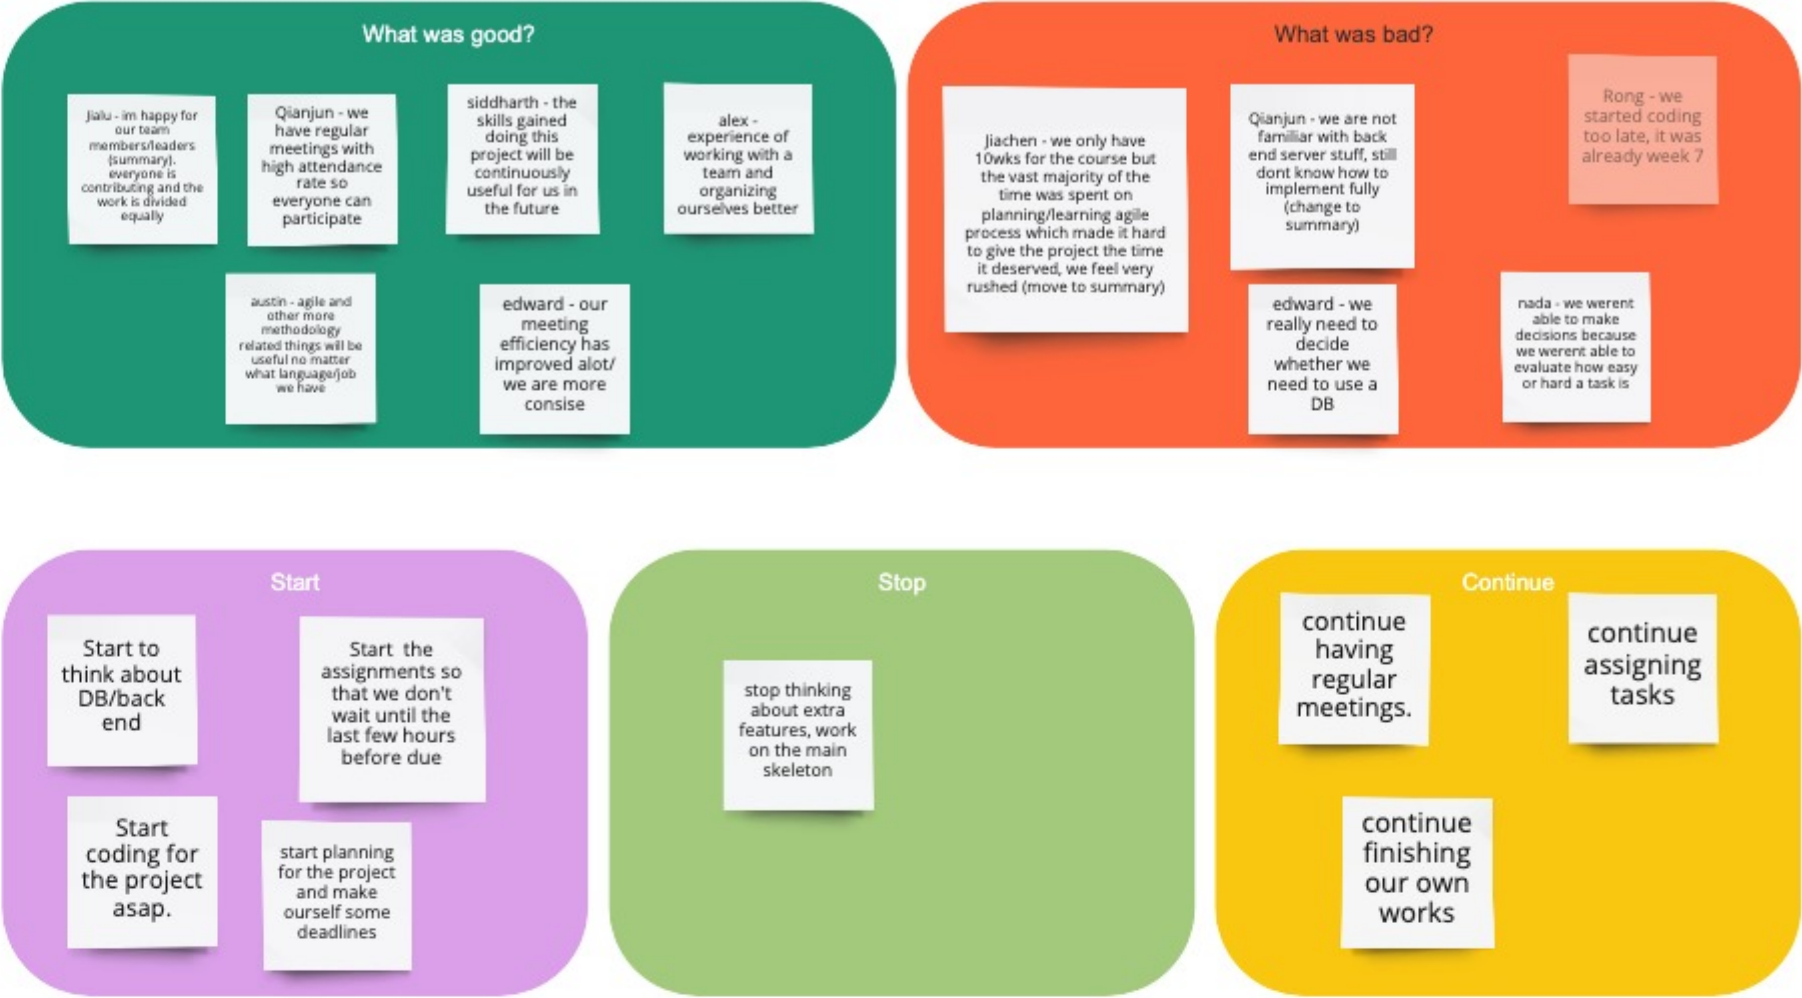 What was good?
Jialu - im happy for
our team
members/leaders
(summary).
everyone is
contributing and the
work is divided
equally
Qianjun - we
have regular
meetings with
high attendance
rate so
everyone can
participate
siddharth - the
skills gained
doing this
project will be
continuously
useful for us in
the future
alex -
experience of
working with a
team and
organizing
ourselves better
austin - agile and
other more
methodology
related things will be
useful no matter
what language/job
we have
edward - our
meeting
efficiency has
improved alot/
we are more
consise
What was bad?
Jiachen - we only have
10wks for the course but
the vast majority of the
time was spent on
planning/learning agile
process which made it hard
to give the project the time
it deserved, we feel very
rushed (move to summary)
Qianjun - we are not
familiar with back
end server stuff, still
dont know how to
implement fully
(change to
summary)
Rong - we
started coding
too late, it was
already week 7
edward - we
really need to
decide
whether we
need to use a
DB
nada - we werent
able to make
decisions because
we werent able to
evaluate how easy
or hard a task is
Start
Start to
think about
DB/back
end
Start the
assignments so
that we don't
wait until the
last few hours
before due
Start
coding for
the project
asap.
start planning
for the project
and make
ourself some
deadlines
Stop
stop thinking
about extra
features, work
on the main
skeleton
Continue
continue
having
regular
meetings.
continue
assigning
tasks
continue
finishing
our own
works